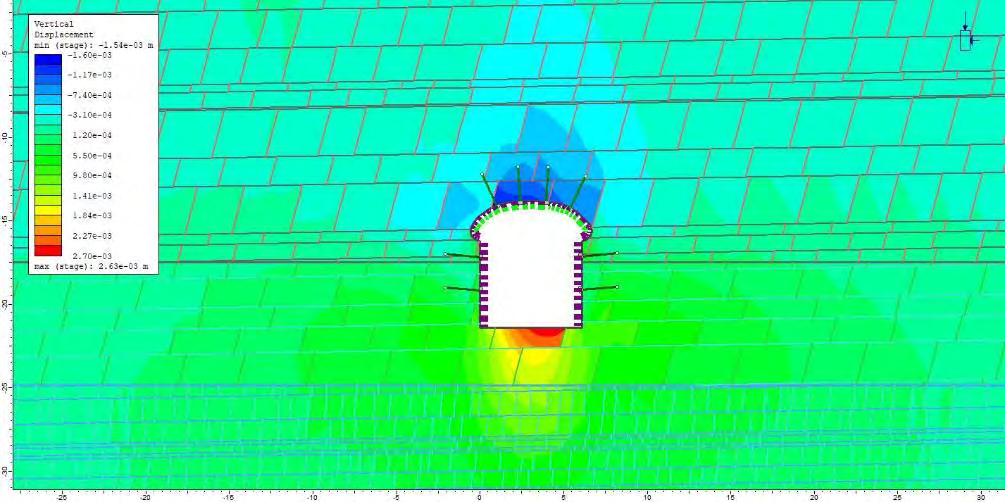 Vertical
Displacement
min (stage): -1.54e-03 m
-1.60e-03
-1.17e-03
-7.40e-04
-3.10e-04
1.20e-04
5.50e-04
9.80e-04
1.41e-03
1.84e-03
2.27e-03
2.70e-03
max (stage): 2.63e-03 m
-5
-10
-15
-20
-25
-30
-25
-20
-15
-10
-5
0
5
10
15
20
25
30